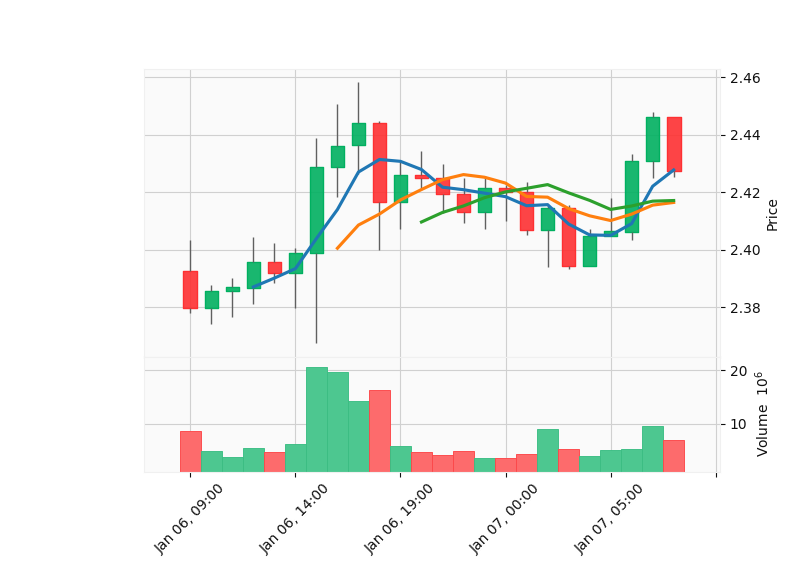 2.46
2.44
2.42
2.40
2.38
Price
20
10
Volume 10^6
Jan 06, 09:00
Jan 06, 14:00
Jan 06, 19:00
Jan 07, 00:00
Jan 07, 05:00